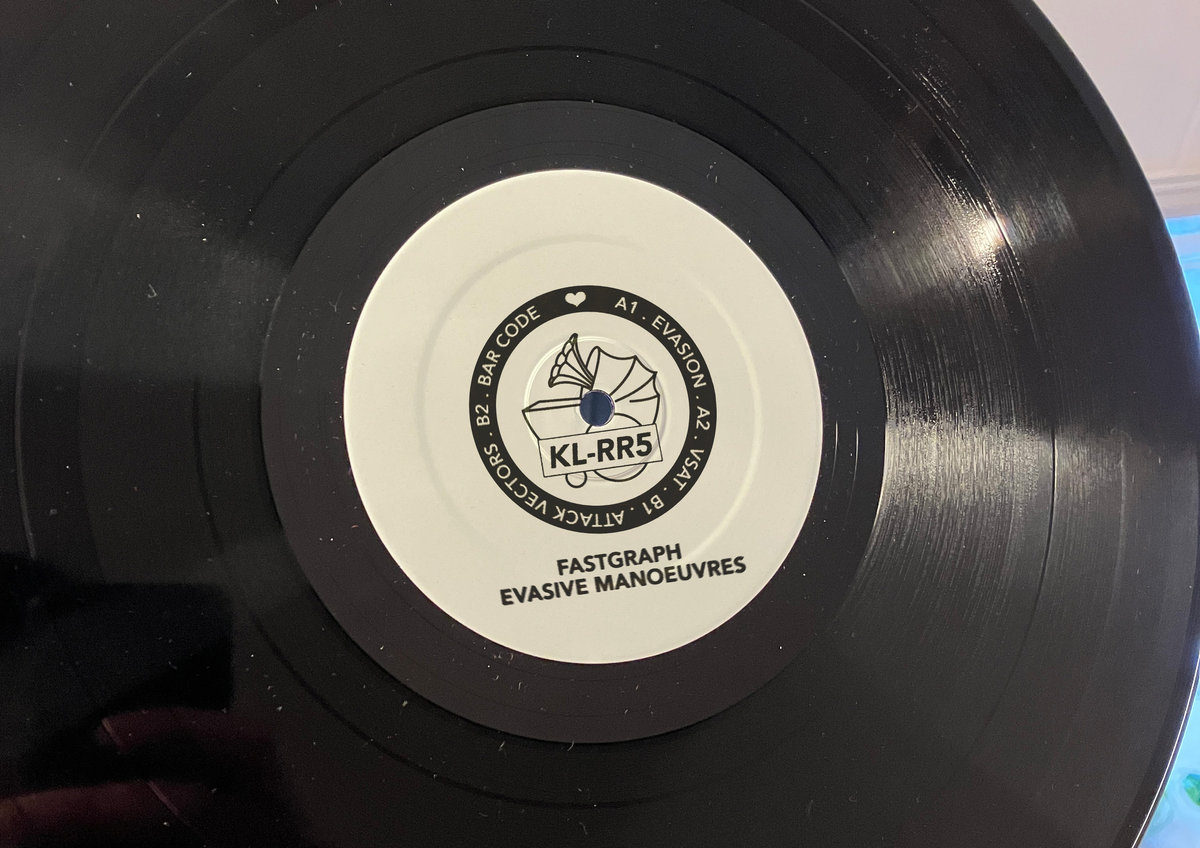 A1 . EVASION . A2 . VSAT . B1 . ATTACK VECTORS . B2 . BAR CODE
KL-RR5
FASTGRAPH
EVASIVE MANOEUVRES